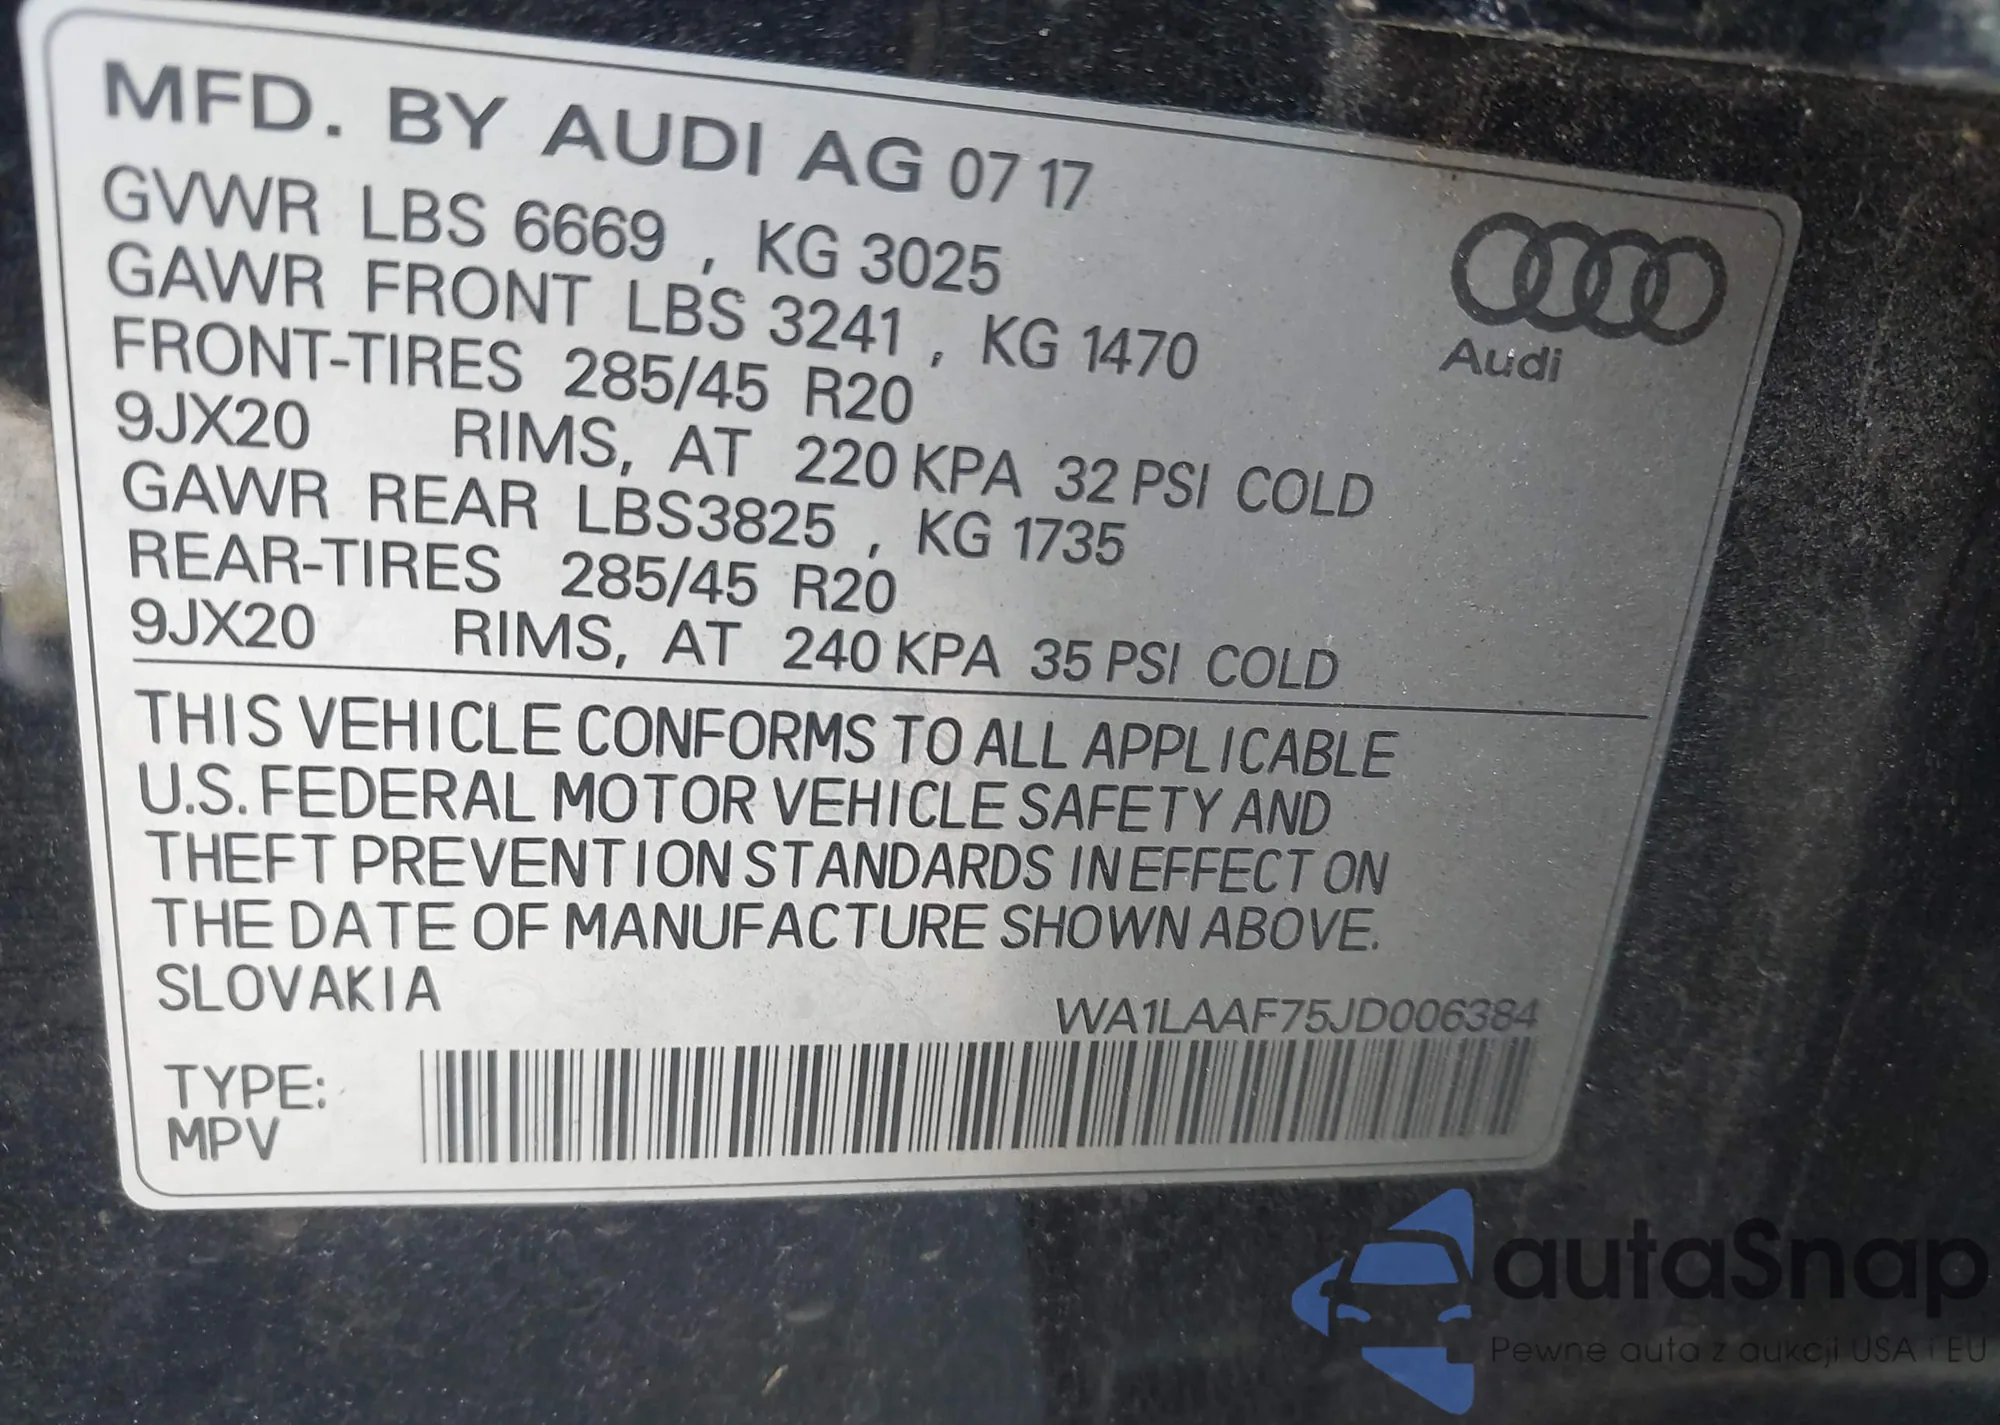 MFD. BY AUDI AG 07 17
GVWR LBS 6669 , KG 3025
GAWR FRONT LBS 3241 , KG 1470
FRONT-TIRES 285/45 R20
9JX20 RIMS, AT 220 KPA 32 PSI COLD
GAWR REAR LBS3825 , KG 1735
REAR-TIRES 285/45 R20
9JX20 RIMS, AT 240 KPA 35 PSI COLD
Audi
THIS VEHICLE CONFORMS TO ALL APPLICABLE
U.S. FEDERAL MOTOR VEHICLE SAFETY AND
THEFT PREVENTION STANDARDS IN EFFECT ON
THE DATE OF MANUFACTURE SHOWN ABOVE.
SLOVAKIA
WA1LAAF75JD006384
TYPE:
MPV
autaSnap
Pewne auta z aukcji USA i EU